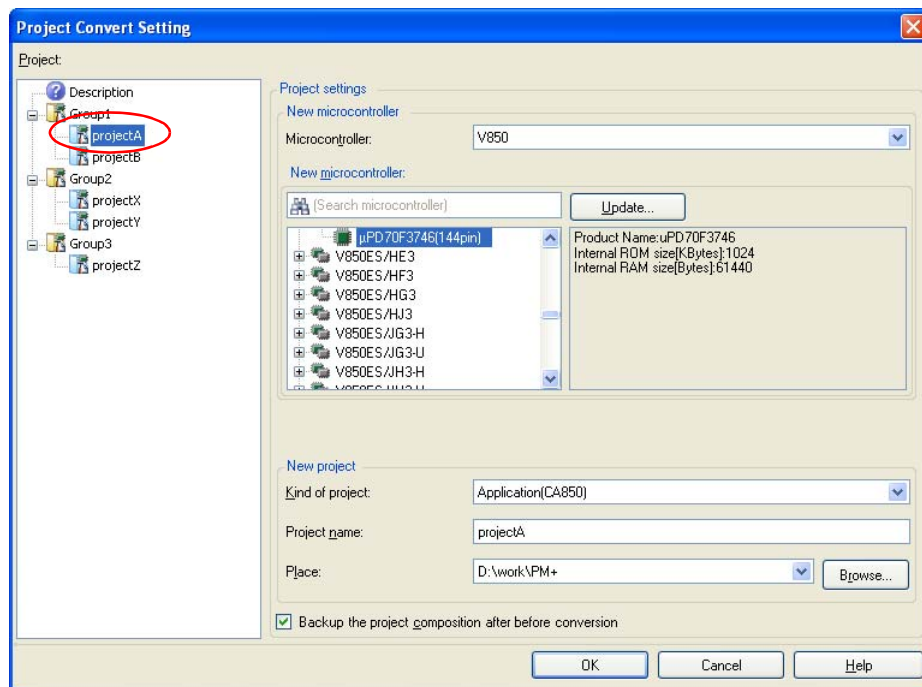 Project Convert Setting
Project:
Description
Group1
projectA
projectB
Group2
projectX
projectY
Group3
projectZ
Project settings
New microcontroller
Microcontroller: V850
New microcontroller:
(Search microcontroller) Update...
µPD70F3746(144pin)
V850ES/HE3
V850ES/HF3
V850ES/HG3
V850ES/HJ3
V850ES/JG3-H
V850ES/JG3-U
V850ES/JH3-H
Product Name:uPD70F3746
Internal ROM size[KBytes]:1024
Internal RAM size[Bytes]:61440
New project
Kind of project: Application(CA850)
Project name: projectA
Place: D:\work\PM+ Browse...
Backup the project composition after before conversion
OK Cancel Help